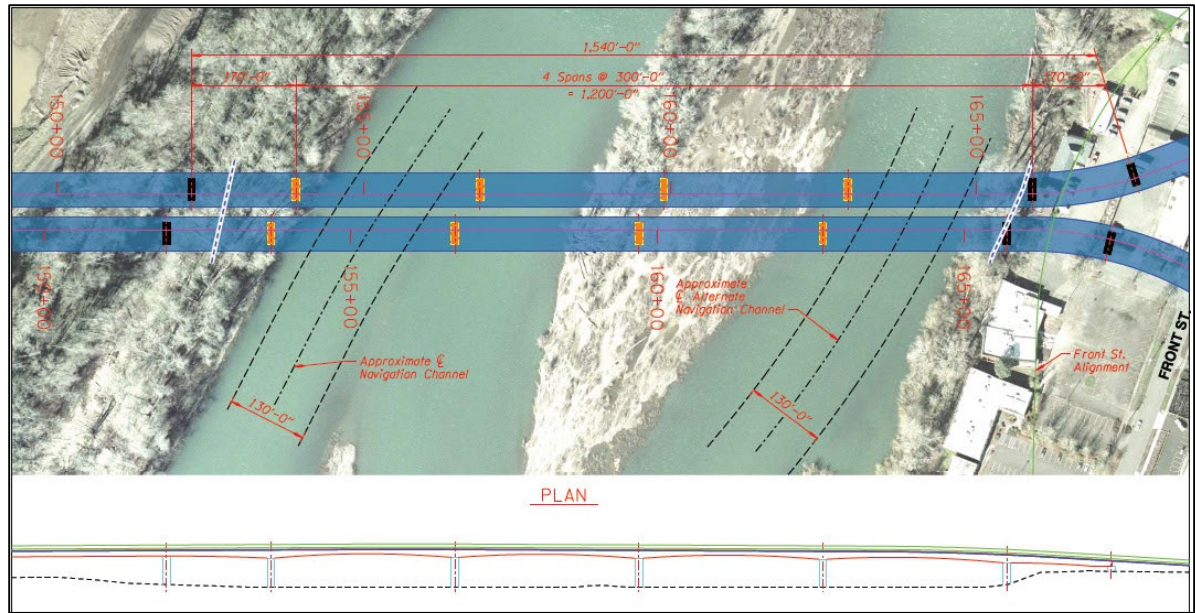 1,540'-0"
170'-0"
4 Spans @ 300'-0"
= 1,200'-0"
170'-0"
150+00
155+00
160+00
165+00
150+00
155+00
160+00
165+00
Approximate ℄
Navigation Channel
130'-0"
Approximate
℄ Alternate
Navigation Channel
130'-0"
Front St.
Alignment
FRONT ST.
PLAN